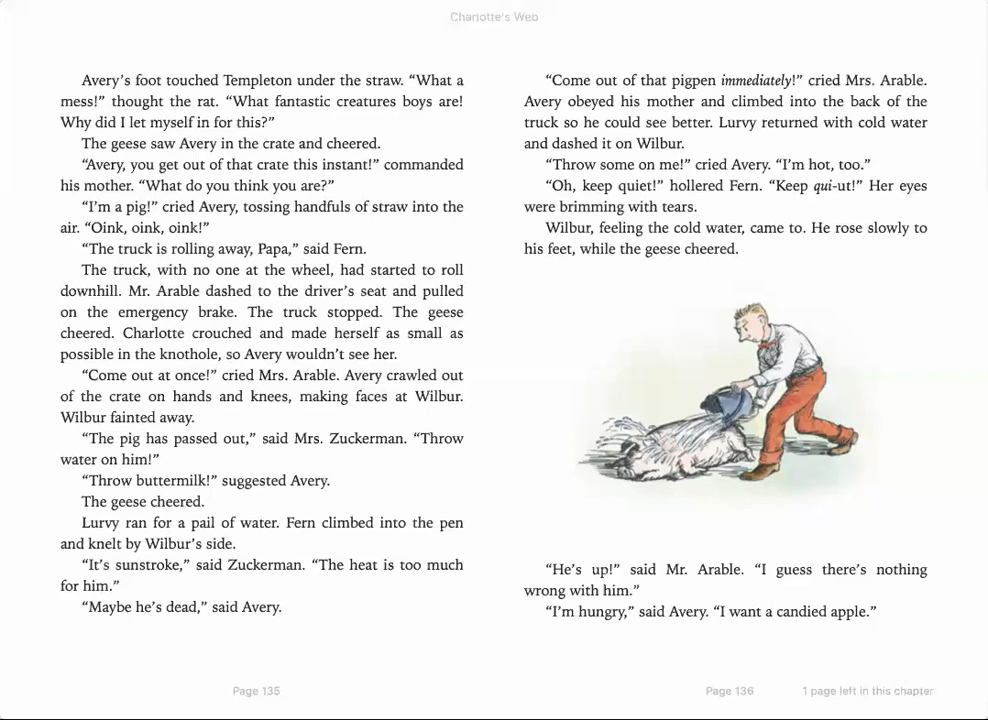 Charlotte's Web
Avery's foot touched Templeton under the straw. “What a
mess!” thought the rat. “What fantastic creatures boys are!
Why did I let myself in for this?”
The geese saw Avery in the crate and cheered.
“Avery, you get out of that crate this instant!” commanded
his mother. “What do you think you are?”
“I’m a pig!” cried Avery, tossing handfuls of straw into the
air. “Oink, oink, oink!”
“The truck is rolling away, Papa,” said Fern.
The truck, with no one at the wheel, had started to roll
downhill. Mr. Arable dashed to the driver’s seat and pulled
on the emergency brake. The truck stopped. The geese
cheered. Charlotte crouched and made herself as small as
possible in the knothole, so Avery wouldn’t see her.
“Come out at once!” cried Mrs. Arable. Avery crawled out
of the crate on hands and knees, making faces at Wilbur.
Wilbur fainted away.
“The pig has passed out,” said Mrs. Zuckerman. “Throw
water on him!”
“Throw buttermilk!” suggested Avery.
The geese cheered.
Lurvy ran for a pail of water. Fern climbed into the pen
and knelt by Wilbur’s side.
“It’s sunstroke,” said Zuckerman. “The heat is too much
for him.”
“Maybe he’s dead,” said Avery.
“Come out of that pigpen immediately!” cried Mrs. Arable.
Avery obeyed his mother and climbed into the back of the
truck so he could see better. Lurvy returned with cold water
and dashed it on Wilbur.
“Throw some on me!” cried Avery. “I’m hot, too.”
“Oh, keep quiet!” hollered Fern. “Keep qui-ut!” Her eyes
were brimming with tears.
Wilbur, feeling the cold water, came to. He rose slowly to
his feet, while the geese cheered.
“He’s up!” said Mr. Arable. “I guess there’s nothing
wrong with him.”
“I’m hungry,” said Avery. “I want a candied apple.”
Page 135
Page 136
1 page left in this chapter